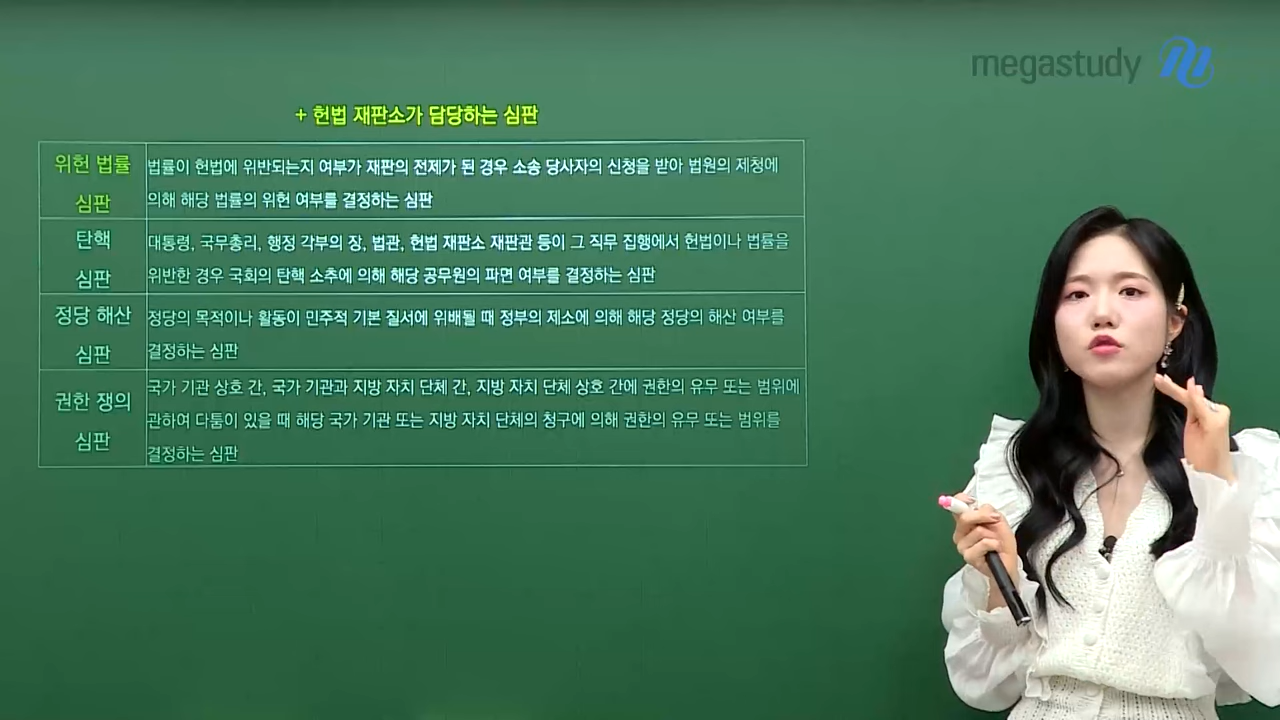 megastudy
+ 헌법 재판소가 담당하는 심판
위헌 법률
심판
법률이 헌법에 위반되는지 여부가 재판의 전제가 된 경우 소송 당사자의 신청을 받아 법원의 제청에
의해 해당 법률의 위헌 여부를 결정하는 심판
탄핵
심판
대통령, 국무총리, 행정 각부의 장, 법관, 헌법 재판소 재판관 등이 그 직무 집행에서 헌법이나 법률을
위반한 경우 국회의 탄핵 소추에 의해 해당 공무원의 파면 여부를 결정하는 심판
정당 해산
심판
정당의 목적이나 활동이 민주적 기본 질서에 위배될 때 정부의 제소에 의해 해당 정당의 해산 여부를
결정하는 심판
권한 쟁의
심판
국가 기관 상호 간, 국가 기관과 지방 자치 단체 간, 지방 자치 단체 상호 간에 권한의 유무 또는 범위에
관하여 다툼이 있을 때 해당 국가 기관 또는 지방 자치 단체의 청구에 의해 권한의 유무 또는 범위를
결정하는 심판